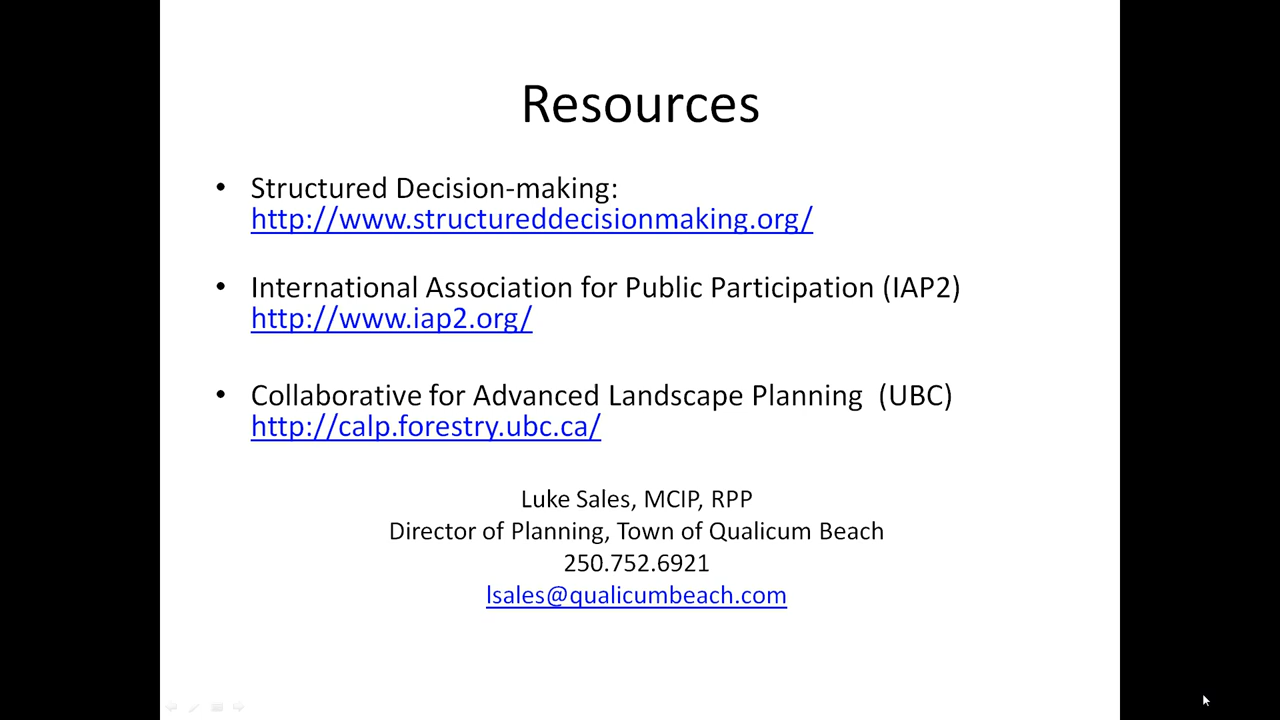 Resources
• Structured Decision-making:
http://www.structureddecisionmaking.org/
• International Association for Public Participation (IAP2)
http://www.iap2.org/
• Collaborative for Advanced Landscape Planning  (UBC)
http://calp.forestry.ubc.ca/
Luke Sales, MCIP, RPP
Director of Planning, Town of Qualicum Beach
250.752.6921
lsales@qualicumbeach.com